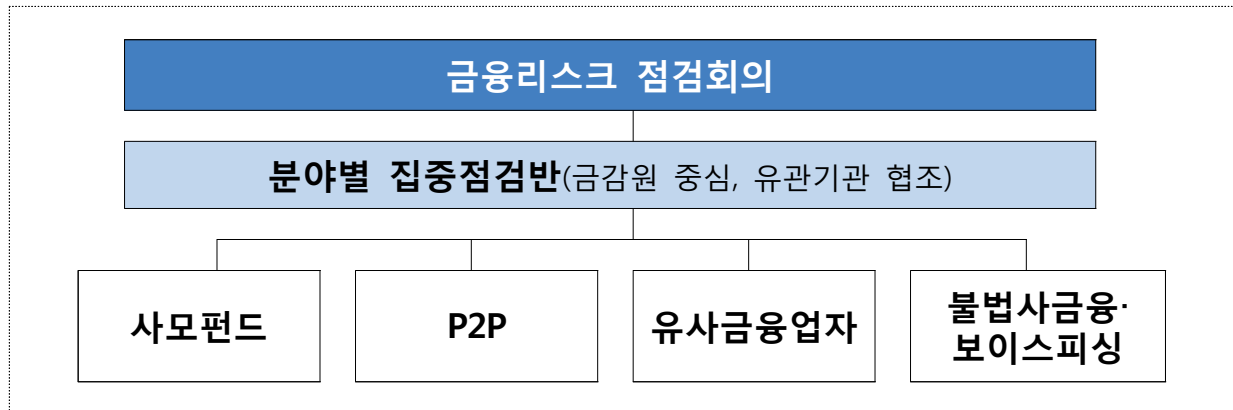 금융리스크 점검회의
분야별 집중점검반(금감원 중심, 유관기관 협조)
사모펀드
P2P
유사금융업자
불법사금융·
보이스피싱